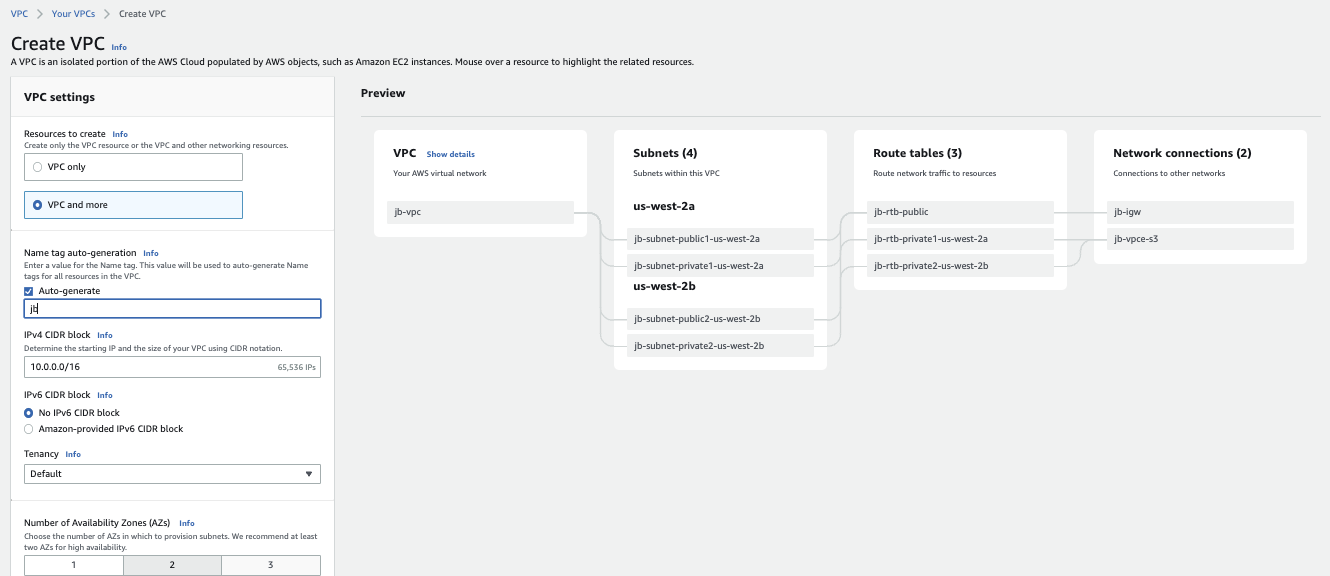 VPC > Your VPCs > Create VPC
Create VPC Info
A VPC is an isolated portion of the AWS Cloud populated by AWS objects, such as Amazon EC2 instances. Mouse over a resource to highlight the related resources.
VPC settings
Resources to create Info
Create only the VPC resource or the VPC and other networking resources.
VPC only
VPC and more
Name tag auto-generation Info
Enter a value for the Name tag. This value will be used to auto-generate Name
tags for all resources in the VPC.
Auto-generate
jb
IPv4 CIDR block Info
Determine the starting IP and the size of your VPC using CIDR notation.
10.0.0.0/16 65,536 IPs
IPv6 CIDR block Info
No IPv6 CIDR block
Amazon-provided IPv6 CIDR block
Tenancy Info
Default
Number of Availability Zones (AZs) Info
Choose the number of AZs in which to provision subnets. We recommend at least
two AZs for high availability.
1 2 3
Preview
VPC Show details
Your AWS virtual network
jb-vpc
Subnets (4)
Subnets within this VPC
us-west-2a
jb-subnet-public1-us-west-2a
jb-subnet-private1-us-west-2a
us-west-2b
jb-subnet-public2-us-west-2b
jb-subnet-private2-us-west-2b
Route tables (3)
Route network traffic to resources
jb-rtb-public
jb-rtb-private1-us-west-2a
jb-rtb-private2-us-west-2b
Network connections (2)
Connections to other networks
jb-igw
jb-vpce-s3